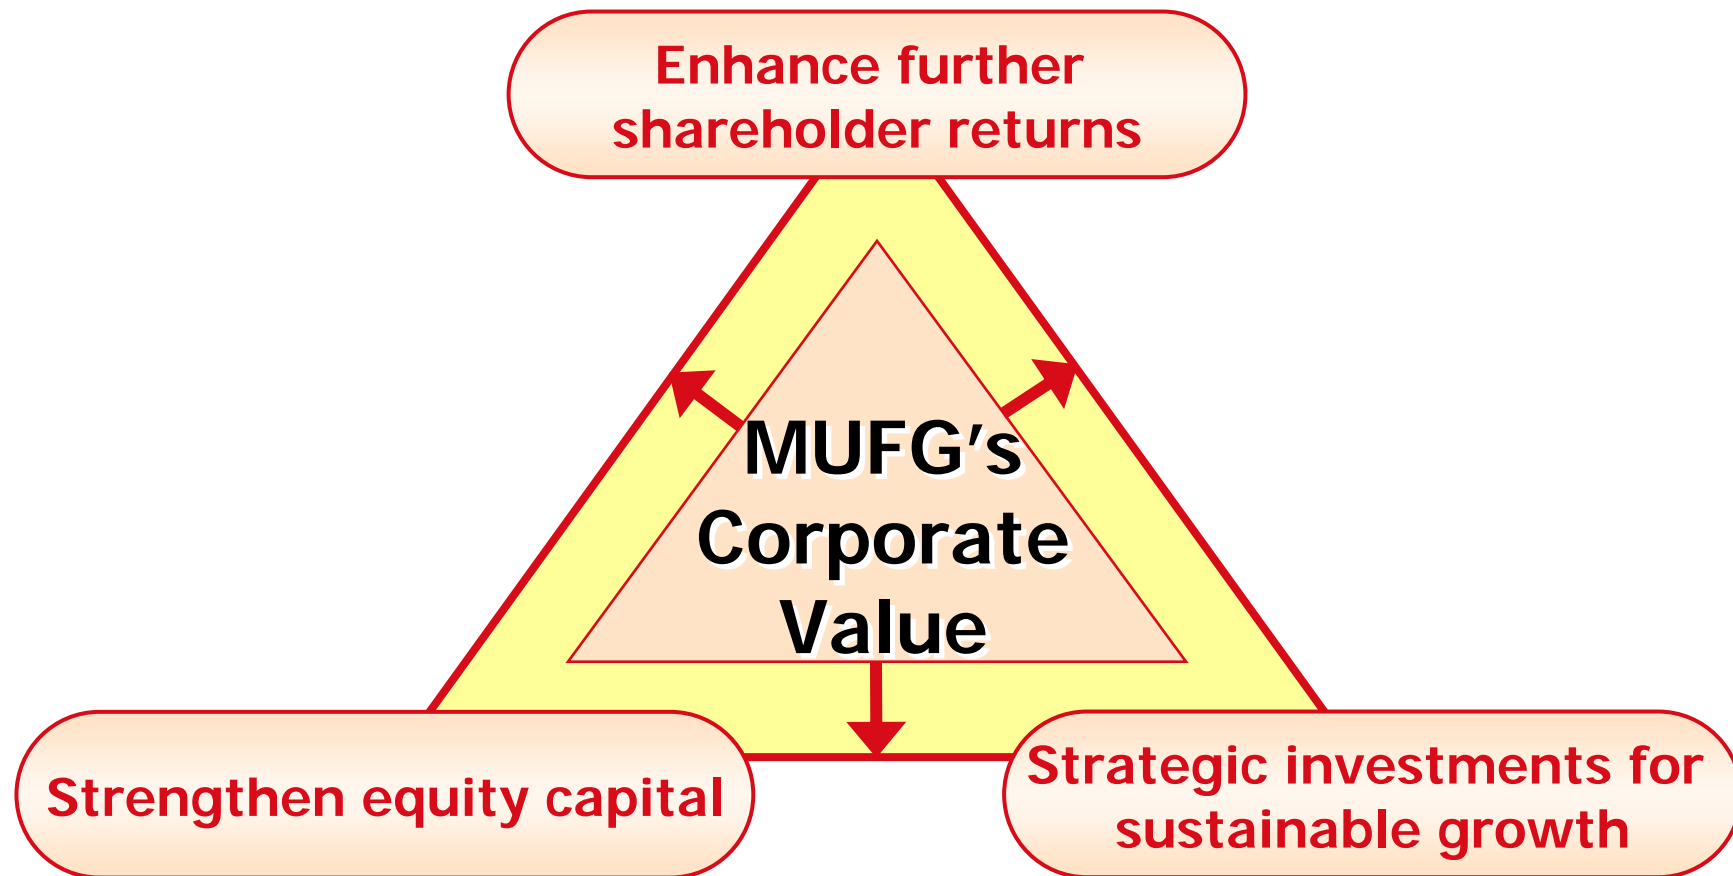 Enhance further
shareholder returns
MUFG's
Corporate
Value
Strengthen equity capital
Strategic investments for
sustainable growth